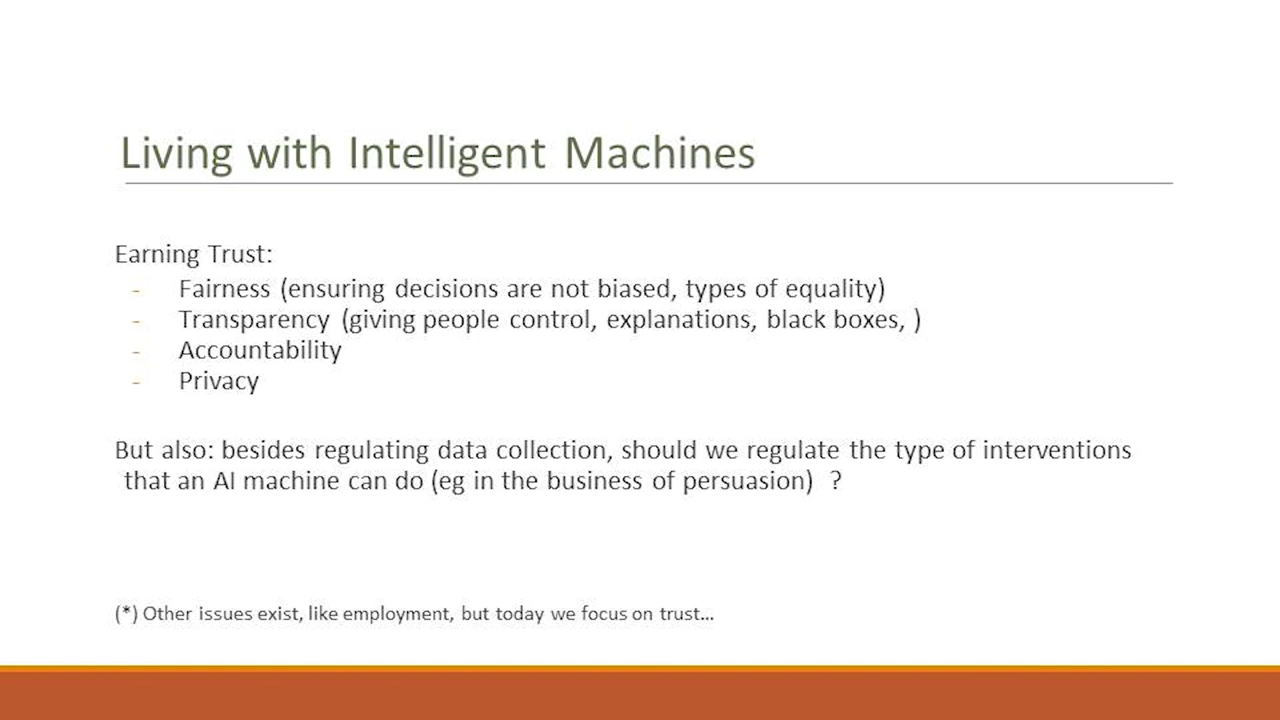 Living with Intelligent Machines
Earning Trust:
- Fairness (ensuring decisions are not biased, types of equality)
- Transparency (giving people control, explanations, black boxes, )
- Accountability
- Privacy
But also: besides regulating data collection, should we regulate the type of interventions
that an AI machine can do (eg in the business of persuasion) ?
(*) Other issues exist, like employment, but today we focus on trust...